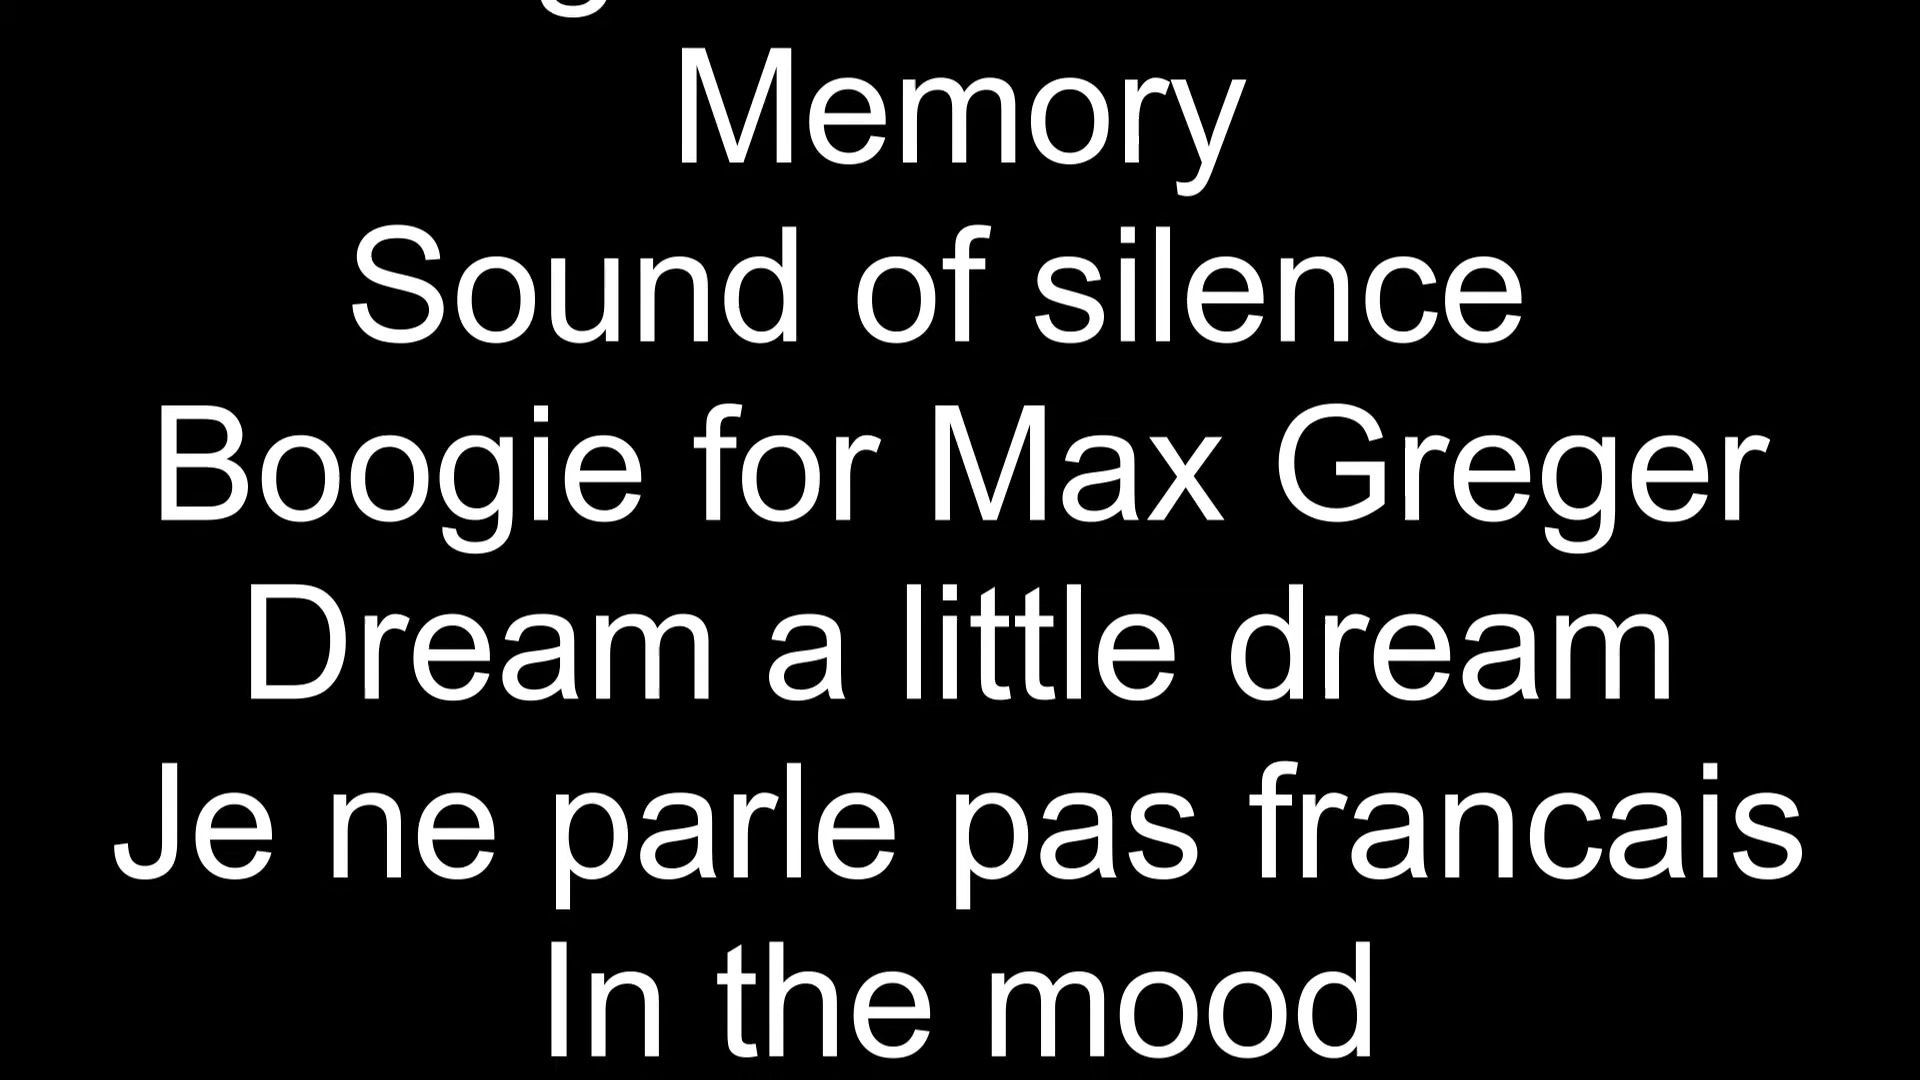 Memory
Sound of silence
Boogie for Max Greger
Dream a little dream
Je ne parle pas francais
In the mood